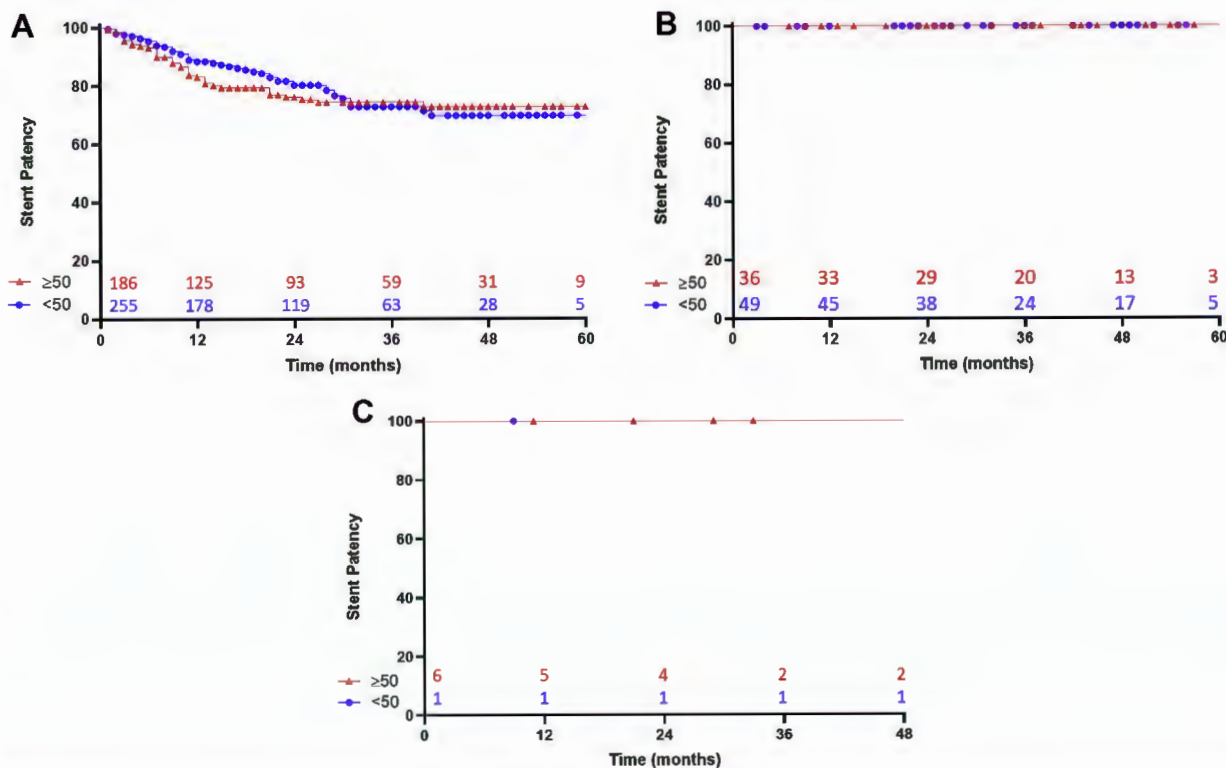 A
Stent Patency
100
80
60
40
20
0
≥50 186 125 93 59 31 9
<50 255 178 119 63 28 5
0 12 24 36 48 60
Time (months)
B
Stent Patency
100
80
60
40
20
0
≥50 36 33 29 20 13 3
<50 49 45 38 24 17 5
0 12 24 36 48 60
Time (months)
C
Stent Patency
100
80
60
40
20
0
≥50 6 5 4 2 2
<50 1 1 1 1 1
0 12 24 36 48
Time (months)